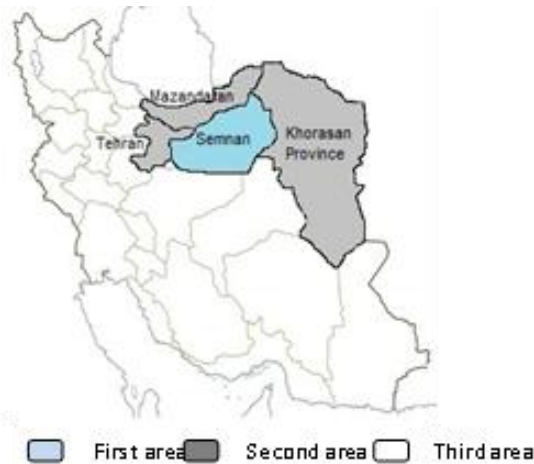 Mazandaran
Tehran
Semnan
Khorasan
Province
First area
Second area
Third area